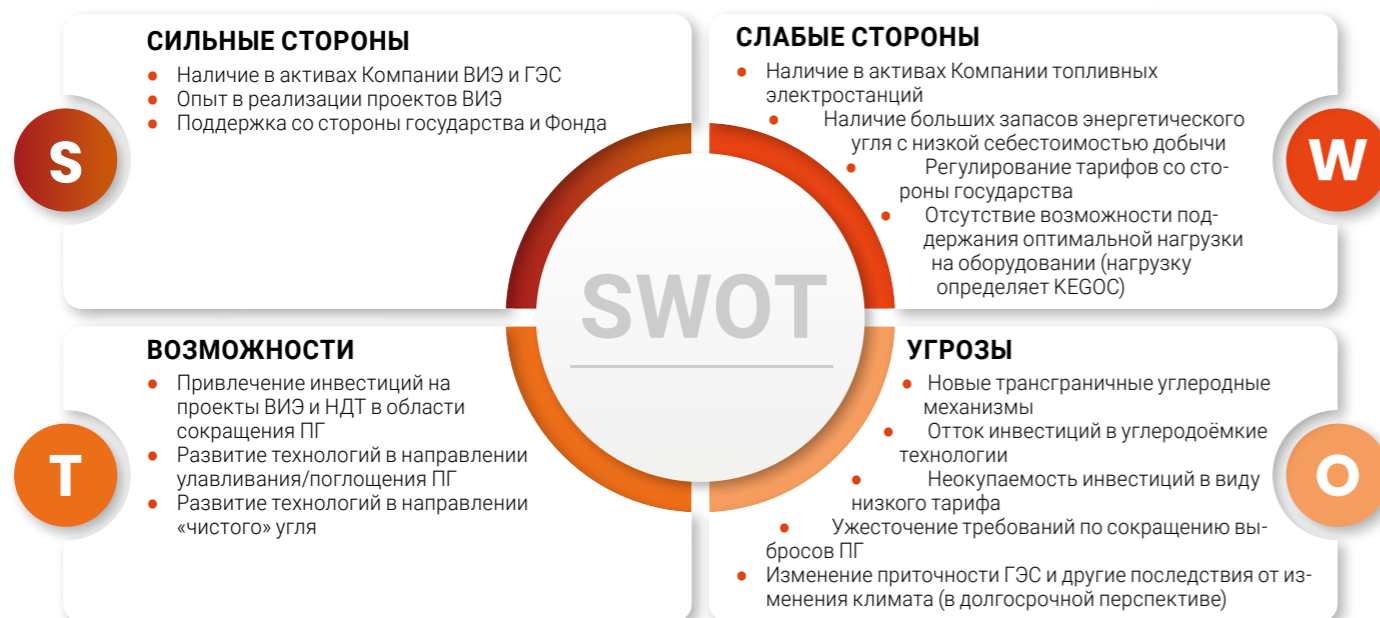 СИЛЬНЫЕ СТОРОНЫ
• Наличие в активах Компании ВИЭ и ГЭС
• Опыт в реализации проектов ВИЭ
• Поддержка со стороны государства и Фонда
S
СЛАБЫЕ СТОРОНЫ
• Наличие в активах Компании топливных
электростанций
• Наличие больших запасов энергетического
угля с низкой себестоимостью добычи
• Регулирование тарифов со сто-
роны государства
• Отсутствие возможности под-
держания оптимальной нагрузки
на оборудовании (нагрузку
определяет KEGOC)
W
SWOT
ВОЗМОЖНОСТИ
• Привлечение инвестиций на
проекты ВИЭ и НДТ в области
сокращения ПГ
• Развитие технологий в направлении
улавливания/поглощения ПГ
• Развитие технологий в направлении
«чистого» угля
T
УГРОЗЫ
• Новые трансграничные углеродные
механизмы
• Отток инвестиций в углеродоёмкие
технологии
• Неокупаемость инвестиций в виду
низкого тарифа
• Ужесточение требований по сокращению вы-
бросов ПГ
• Изменение приточности ГЭС и другие последствия от из-
менения климата (в долгосрочной перспективе)
O